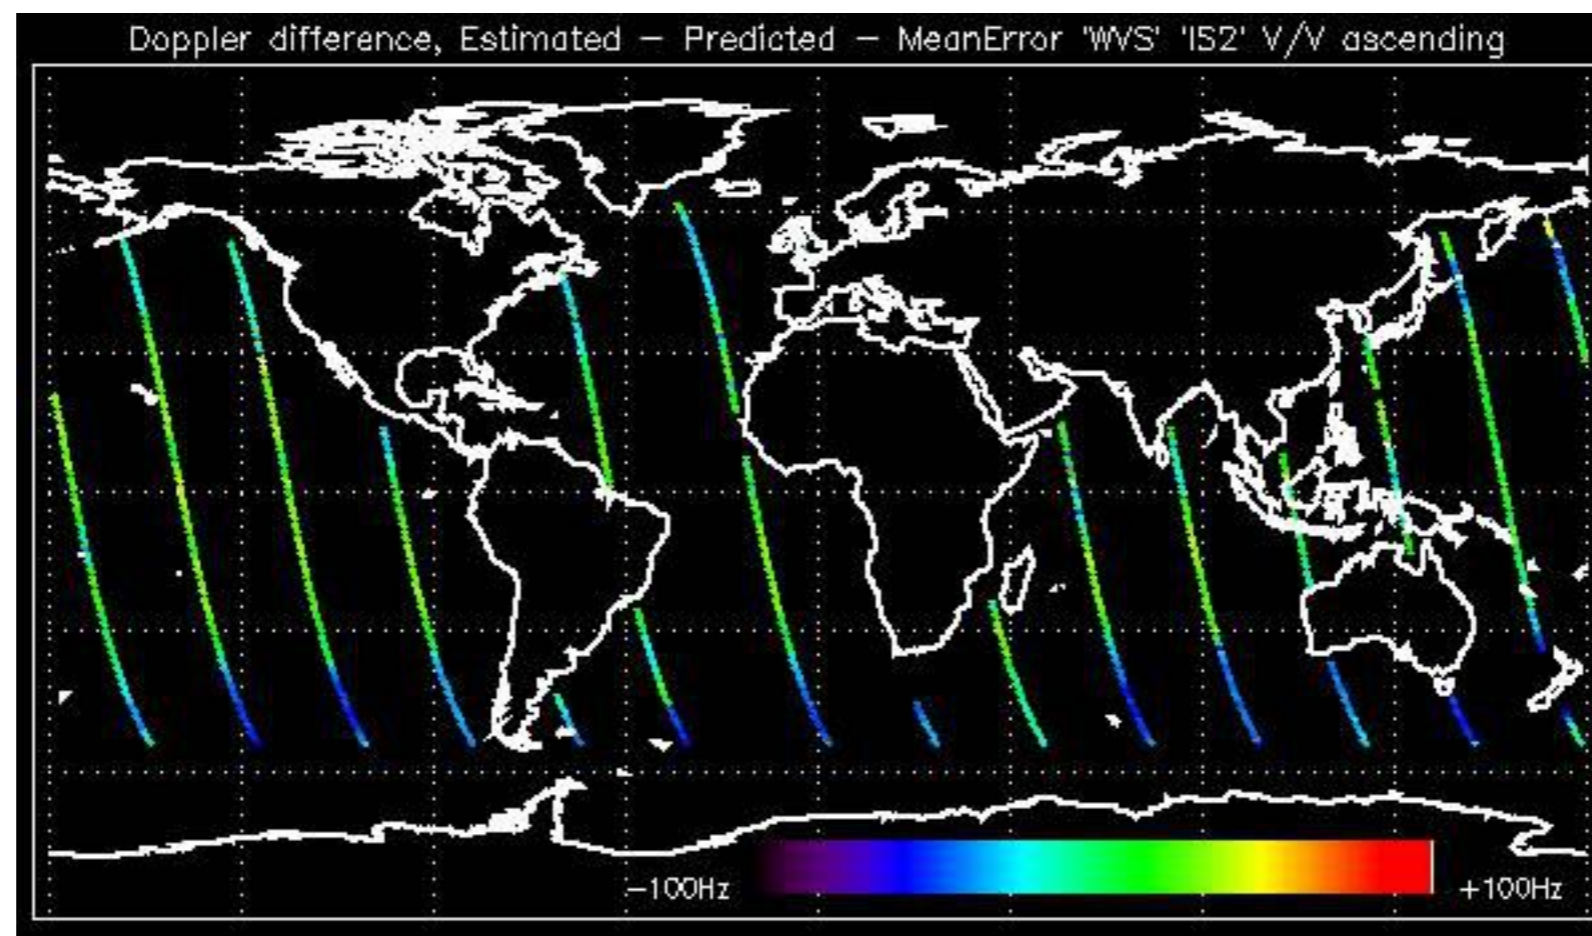 Doppler difference, Estimated – Predicted – MeanError 'WVS' 'IS2' V/V ascending
–100Hz +100Hz